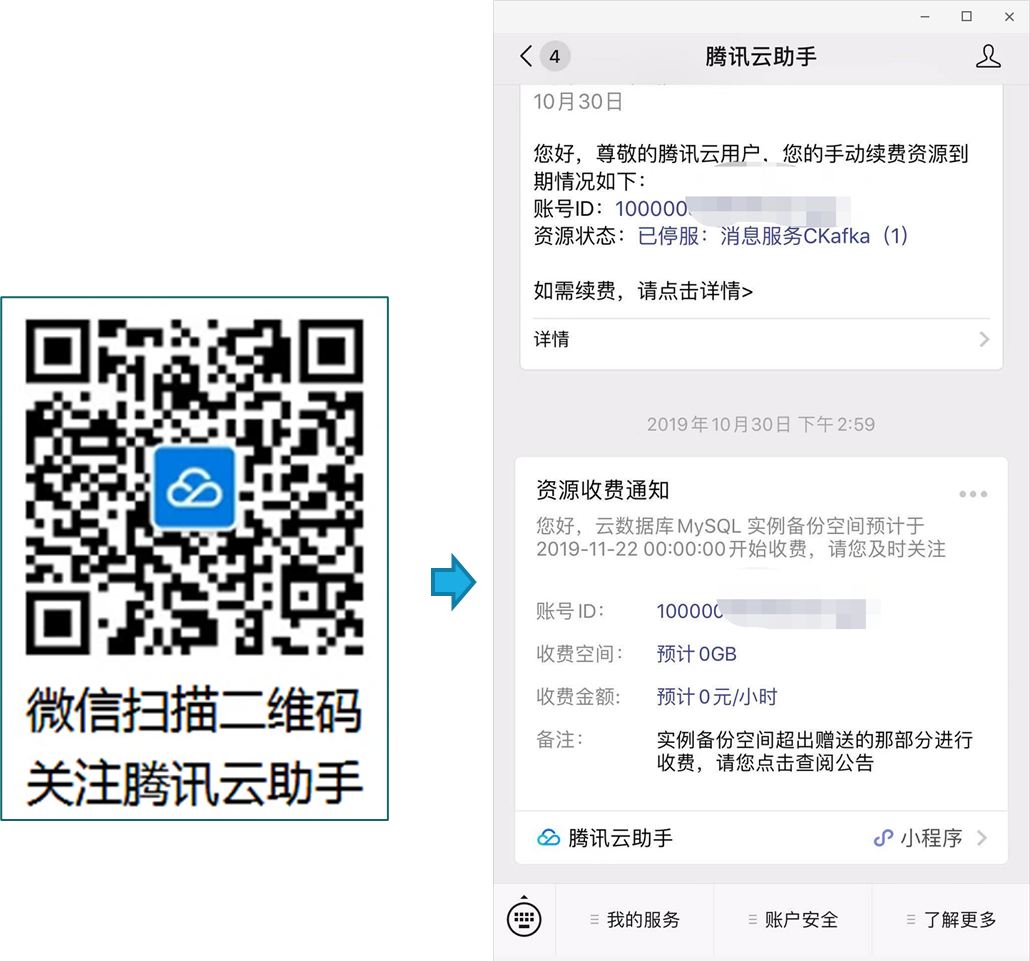 微信扫描二维码
关注腾讯云助手
4
腾讯云助手
10月30日
您好，尊敬的腾讯云用户，您的手动续费资源到
期情况如下：
账号ID：100000
资源状态：已停服：消息服务CKafka（1）
如需续费，请点击详情>
详情
2019年10月30日 下午2:59
资源收费通知
您好，云数据库MySQL 实例备份空间预计于
2019-11-22 00:00:00开始收费，请您及时关注
账号ID： 100000
收费空间： 预计0GB
收费金额: 预计0元/小时
备注： 实例备份空间超出赠送的那部分进行
收费，请您点击查阅公告
腾讯云助手 小程序
我的服务 账户安全 了解更多